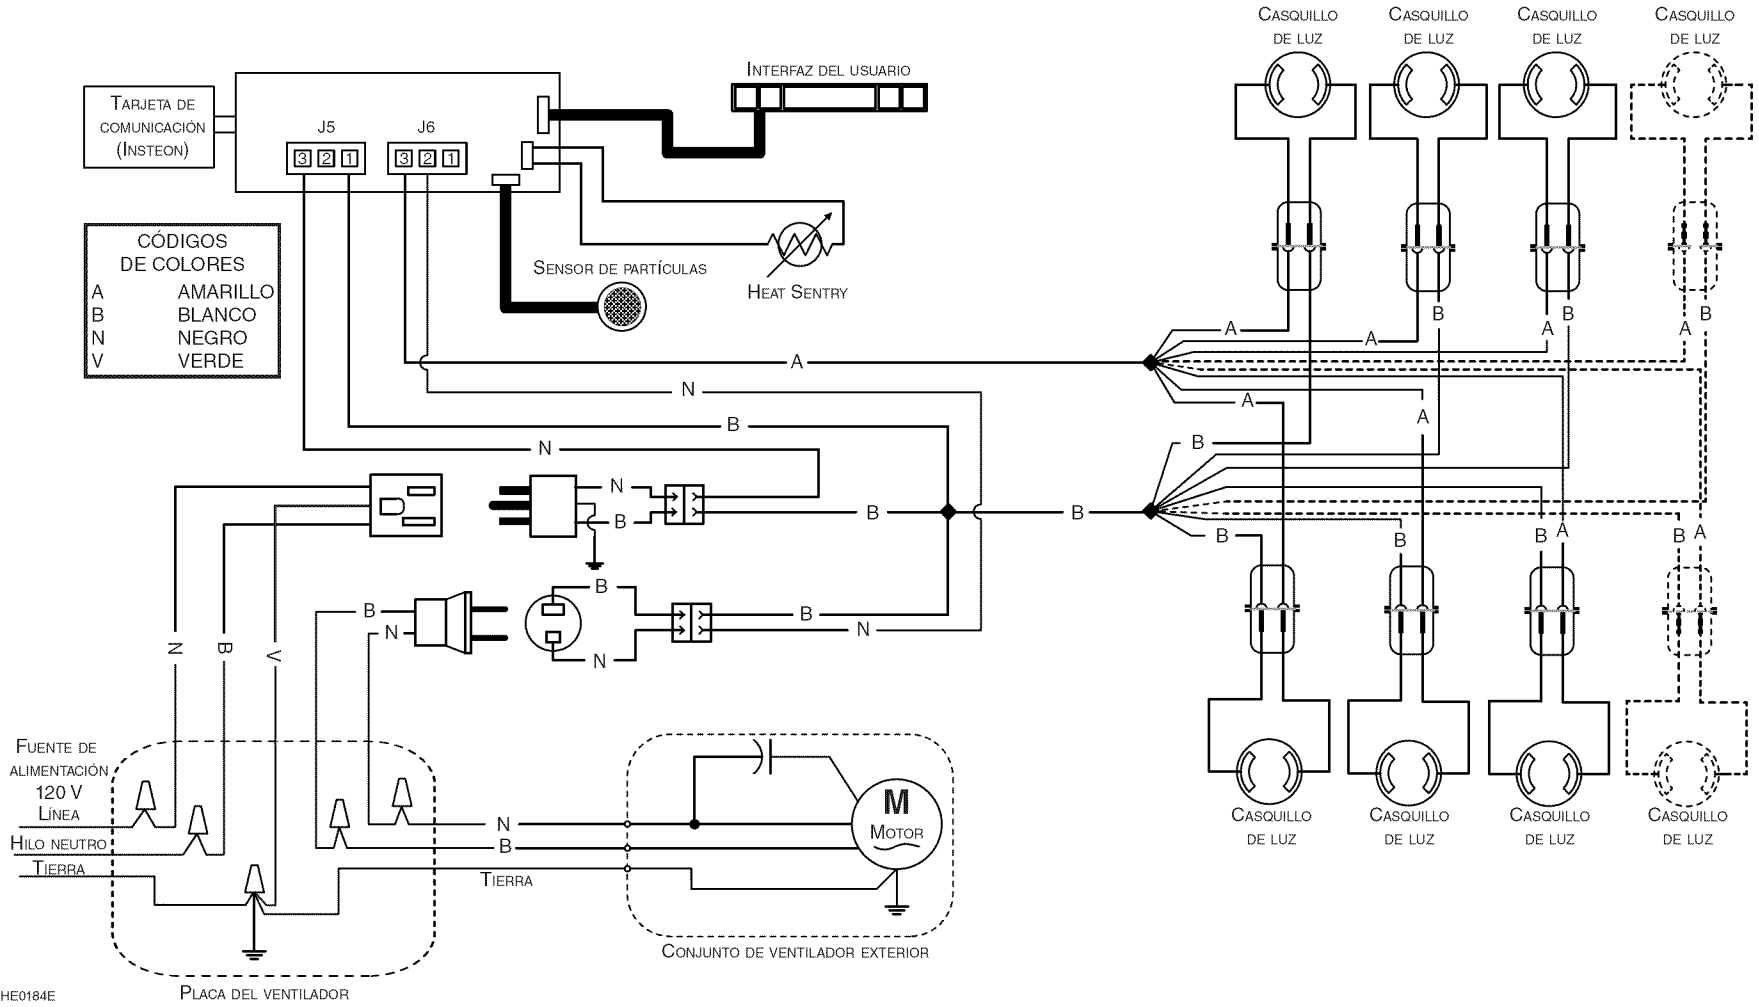 CASQUILLO
DE LUZ
CASQUILLO
DE LUZ
CASQUILLO
DE LUZ
CASQUILLO
DE LUZ
INTERFAZ DEL USUARIO
TARJETA DE
COMUNICACIÓN
(INSTEON)
J5
J6
3 2 1
3 2 1
CÓDIGOS
DE COLORES
A AMARILLO
B BLANCO
N NEGRO
V VERDE
SENSOR DE PARTÍCULAS
HEAT SENTRY
B
B
B
A
A
A
A
A
N
A
A
B
B
N
N
B
B
B
B
B
B
A
B
A
B
B
N
B
N
B
N
N
B
V
FUENTE DE
ALIMENTACIÓN
120 V
LÍNEA
HILO NEUTRO
TIERRA
N
B
TIERRA
M
MOTOR
CASQUILLO
DE LUZ
CASQUILLO
DE LUZ
CASQUILLO
DE LUZ
CASQUILLO
DE LUZ
CONJUNTO DE VENTILADOR EXTERIOR
PLACA DEL VENTILADOR
HE0184E